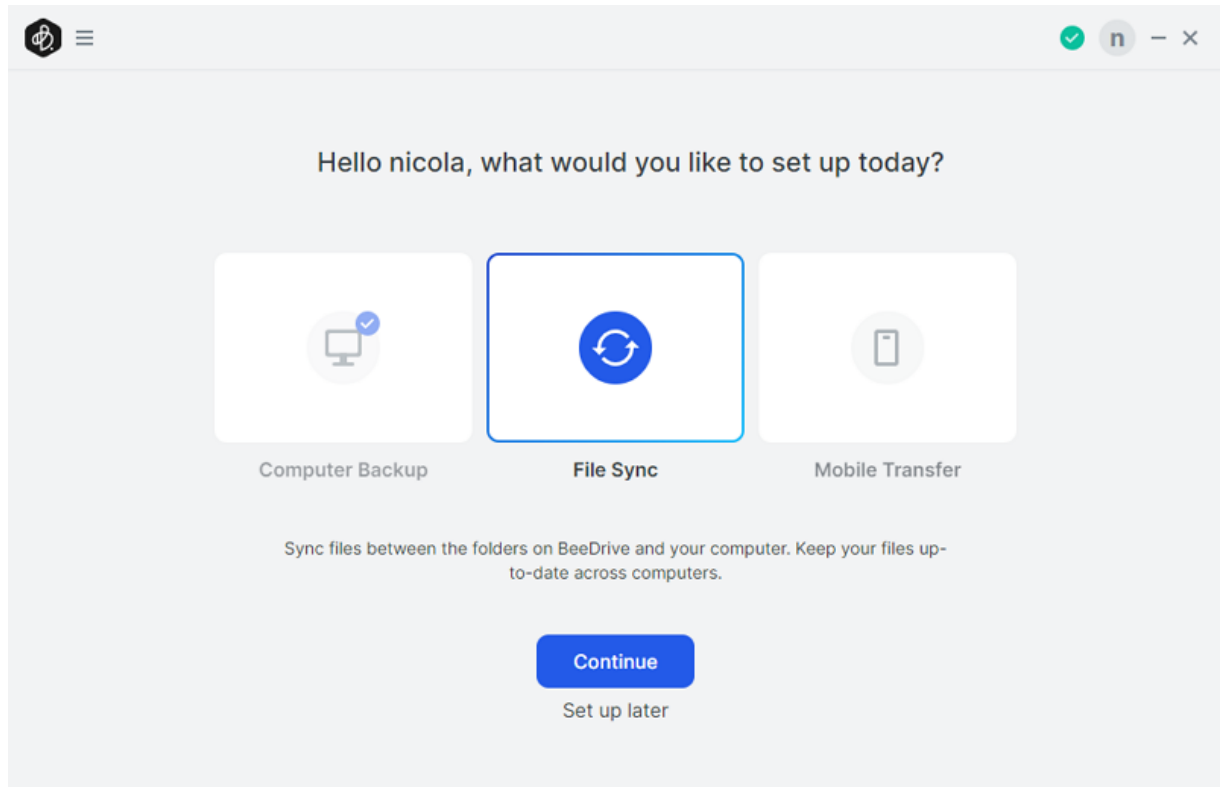 n
Hello nicola, what would you like to set up today?
Computer Backup
File Sync
Mobile Transfer
Sync files between the folders on BeeDrive and your computer. Keep your files up-
to-date across computers.
Continue
Set up later